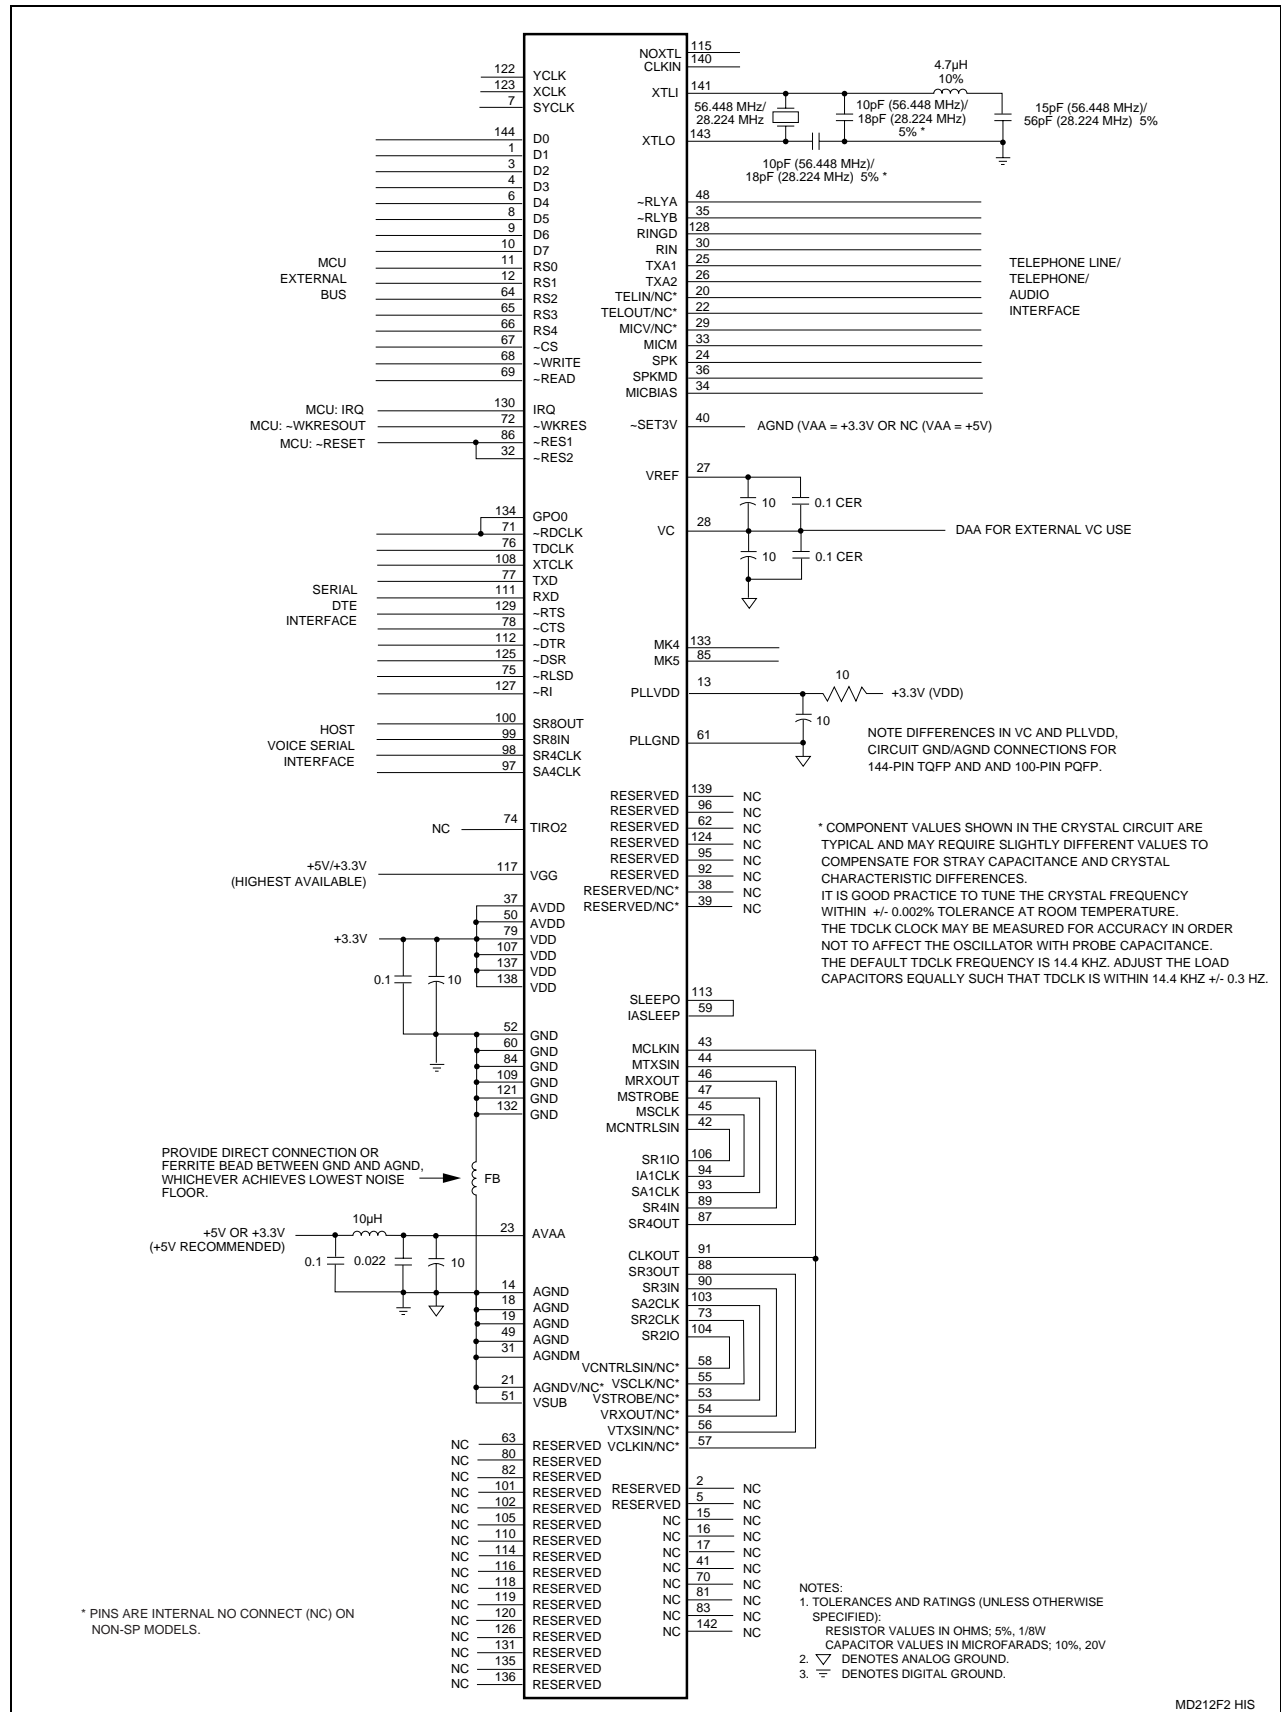 122 YCLK
123 XCLK
7 SYCLK
144 D0
1 D1
3 D2
4 D3
6 D4
8 D5
9 D6
10 D7
11 RS0
12 RS1
64 RS2
65 RS3
66 RS4
67 ~CS
68 ~WRITE
69 ~READ
MCU
EXTERNAL
BUS
MCU: IRQ 130 IRQ
MCU: ~WKRESOUT 72 ~WKRES
MCU: ~RESET 86 ~RES1
32 ~RES2
134 GPO0
71 ~RDCLK
76 TDCLK
108 XTCLK
77 TXD
111 RXD
129 ~RTS
78 ~CTS
112 ~DTR
125 ~DSR
75 ~RLSD
127 ~RI
SERIAL
DTE
INTERFACE
100 SR8OUT
99 SR8IN
98 SR4CLK
97 SA4CLK
HOST
VOICE SERIAL
INTERFACE
NC 74 TIRO2
+5V/+3.3V
(HIGHEST AVAILABLE)
117 VGG
37 AVDD
50 AVDD
79 VDD
107 VDD
137 VDD
138 VDD
+3.3V
0.1 10
52 GND
60 GND
84 GND
109 GND
121 GND
132 GND
PROVIDE DIRECT CONNECTION OR
FERRITE BEAD BETWEEN GND AND AGND,
WHICHEVER ACHIEVES LOWEST NOISE
FLOOR.
FB
+5V OR +3.3V
(+5V RECOMMENDED)
10µH
23 AVAA
0.1 0.022 10
14 AGND
18 AGND
19 AGND
49 AGND
31 AGNDM
21 AGNDV/NC*
51 VSUB
NC 63 RESERVED
NC 80 RESERVED
NC 82 RESERVED
NC 101 RESERVED
NC 102 RESERVED
NC 105 RESERVED
NC 110 RESERVED
NC 114 RESERVED
NC 116 RESERVED
NC 118 RESERVED
NC 119 RESERVED
NC 120 RESERVED
NC 126 RESERVED
NC 131 RESERVED
NC 135 RESERVED
NC 136 RESERVED
* PINS ARE INTERNAL NO CONNECT (NC) ON
NON-SP MODELS.
NOXTL 115
CLKIN 140
XTLI 141
XTLO 143
56.448 MHz/
28.224 MHz
10pF (56.448 MHz)/
18pF (28.224 MHz)
5% *
4.7µH
10%
15pF (56.448 MHz)/
56pF (28.224 MHz) 5%
10pF (56.448 MHz)/
18pF (28.224 MHz) 5% *
~RLYA 48
~RLYB 35
RINGD 128
RIN 30
TXA1 25
TXA2 26
TELIN/NC* 20
TELOUT/NC* 22
MICV/NC* 29
MICM 33
SPK 24
SPKMD 36
MICBIAS 34
TELEPHONE LINE/
TELEPHONE/
AUDIO
INTERFACE
~SET3V 40 AGND (VAA = +3.3V OR NC (VAA = +5V)
VREF 27
10 0.1 CER
VC 28 DAA FOR EXTERNAL VC USE
10 0.1 CER
MK4 133
MK5 85
PLLVDD 13
10
+3.3V (VDD)
10
PLLGND 61
NOTE DIFFERENCES IN VC AND PLLVDD,
CIRCUIT GND/AGND CONNECTIONS FOR
144-PIN TQFP AND AND 100-PIN PQFP.
RESERVED 139 NC
RESERVED 96 NC
RESERVED 62 NC
RESERVED 124 NC
RESERVED 95 NC
RESERVED 92 NC
RESERVED/NC* 38 NC
RESERVED/NC* 39 NC
* COMPONENT VALUES SHOWN IN THE CRYSTAL CIRCUIT ARE
TYPICAL AND MAY REQUIRE SLIGHTLY DIFFERENT VALUES TO
COMPENSATE FOR STRAY CAPACITANCE AND CRYSTAL
CHARACTERISTIC DIFFERENCES.
IT IS GOOD PRACTICE TO TUNE THE CRYSTAL FREQUENCY
WITHIN +/- 0.002% TOLERANCE AT ROOM TEMPERATURE.
THE TDCLK CLOCK MAY BE MEASURED FOR ACCURACY IN ORDER
NOT TO AFFECT THE OSCILLATOR WITH PROBE CAPACITANCE.
THE DEFAULT TDCLK FREQUENCY IS 14.4 KHZ. ADJUST THE LOAD
CAPACITORS EQUALLY SUCH THAT TDCLK IS WITHIN 14.4 KHZ +/- 0.3 HZ.
SLEEPO 113
IASLEEP 59
MCLKIN 43
MTXSIN 44
MRXOUT 46
MSTROBE 47
MSCLK 45
MCNTRLSIN 42
SR1IO 106
IA1CLK 94
SA1CLK 93
SR4IN 89
SR4OUT 87
CLKOUT 91
SR3OUT 88
SR3IN 90
SA2CLK 103
SR2CLK 73
SR2IO 104
VCNTRLSIN/NC* 58
VSCLK/NC* 55
VSTROBE/NC* 53
VRXOUT/NC* 54
VTXSIN/NC* 56
VCLKIN/NC* 57
RESERVED 2 NC
RESERVED 5 NC
NC 15 NC
NC 16 NC
NC 17 NC
NC 41 NC
NC 70 NC
NC 81 NC
NC 83 NC
NC 142 NC
NOTES:
1. TOLERANCES AND RATINGS (UNLESS OTHERWISE
SPECIFIED):
RESISTOR VALUES IN OHMS; 5%, 1/8W
CAPACITOR VALUES IN MICROFARADS; 10%, 20V
2. DENOTES ANALOG GROUND.
3. DENOTES DIGITAL GROUND.
MD212F2 HIS